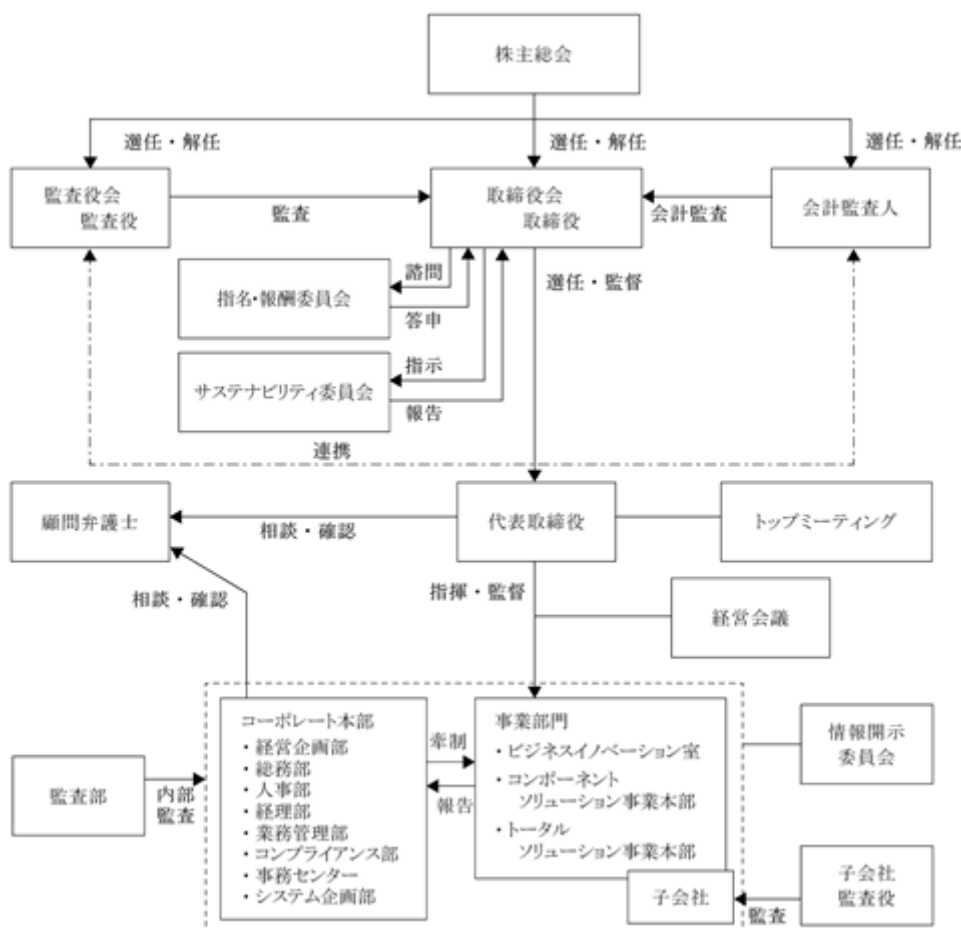 株主総会
選任・解任
選任・解任
選任・解任
監査役会
監査役
監査
取締役会
取締役
会計監査
会計監査人
諮問
選任・監督
指名・報酬委員会
答申
指示
サステナビリティ委員会
報告
連携
顧問弁護士
相談・確認
代表取締役
トップミーティング
相談・確認
指揮・監督
経営会議
コーポレート本部
・経営企画部
・総務部
・人事部
・経理部
・業務管理部
・コンプライアンス部
・事務センター
・システム企画部
牽制
報告
事業部門
・ビジネスイノベーション室
・コンポーネント
ソリューション事業本部
・トータル
ソリューション事業本部
情報開示
委員会
監査部
内部
監査
子会社
監査
子会社
監査役